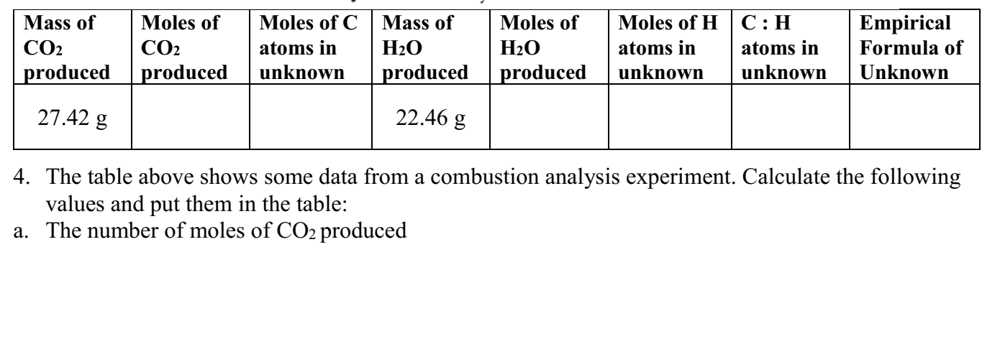 Mass of CO2 produced
Moles of CO2 produced
Moles of C atoms in unknown
Mass of H2O produced
Moles of H2O produced
Moles of H atoms in unknown
C : H atoms in unknown
Empirical Formula of Unknown
27.42 g
22.46 g
4. The table above shows some data from a combustion analysis experiment. Calculate the following
values and put them in the table:
a. The number of moles of CO2 produced